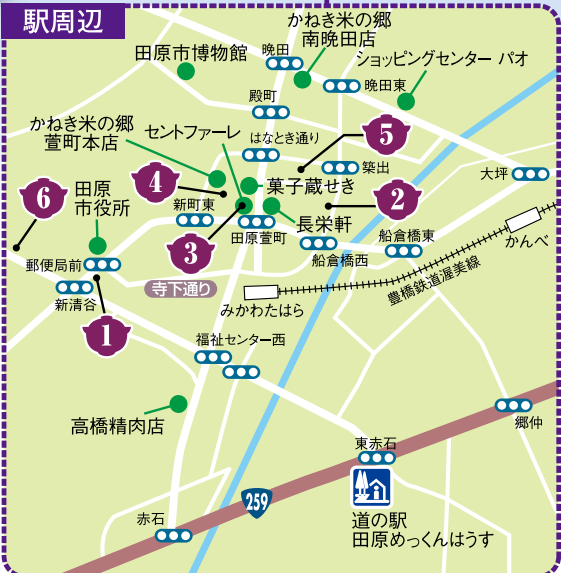 駅周辺
かねき米の郷
南晩田店
田原市博物館
晩田
ショッピングセンター パオ
晩田東
殿町
かねき米の郷
萱町本店
セントファーレ
はなとき通り
5
築出
大坪
6
田原
市役所
4
菓子蔵せき
2
新町東
長栄軒
田原萱町
船倉橋東
かんべ
3
船倉橋西
郵便局前
寺下通り
豊橋鉄道渥美線
新清谷
みかわたはら
1
福祉センター西
高橋精肉店
郷仲
東赤石
259
道の駅
田原めっくんはうす
赤石